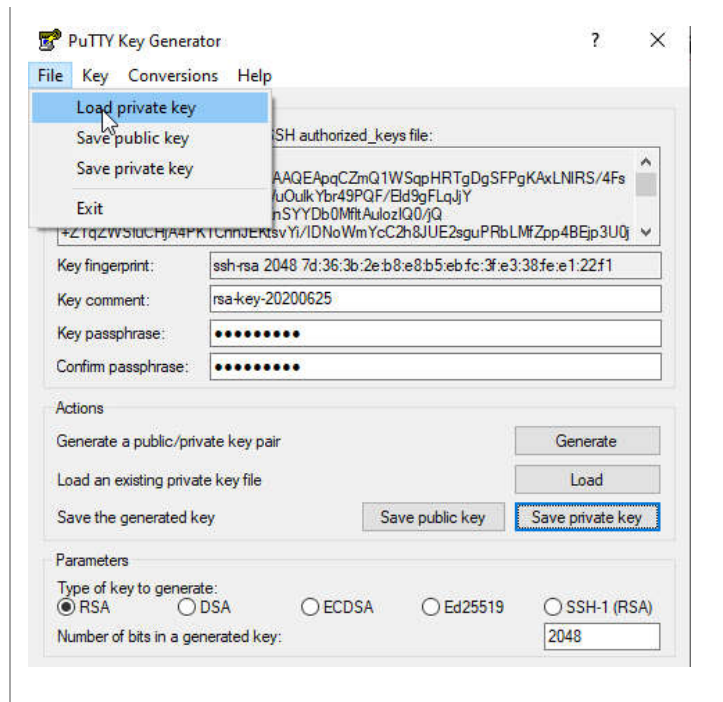 PuTTY Key Generator
File Key Conversions Help
Load private key
Save public key
Save private key
Exit
SSH authorized_keys file:
AAQEApqCZmQ1WSqpHRTgDgSFPgKAxLNIRS/4Fs
/uOulkYbr49PQF/Eld9gFLqJjY
nSYYDb0MfltAulozIQ0/jQ
+ZTqZWSIuCHjA4PKTCnnJEKtsvYi/IDNoWmYcC2h8JUE2sguPRbLMfZpp4BEjp3U0j
Key fingerprint: ssh-rsa 2048 7d:36:3b:2e:b8:e8:b5:eb:fc:3f:e3:38:fe:e1:22:f1
Key comment: rsa-key-20200625
Key passphrase:
Confirm passphrase:
Actions
Generate a public/private key pair Generate
Load an existing private key file Load
Save the generated key Save public key Save private key
Parameters
Type of key to generate:
RSA DSA ECDSA Ed25519 SSH-1 (RSA)
Number of bits in a generated key: 2048